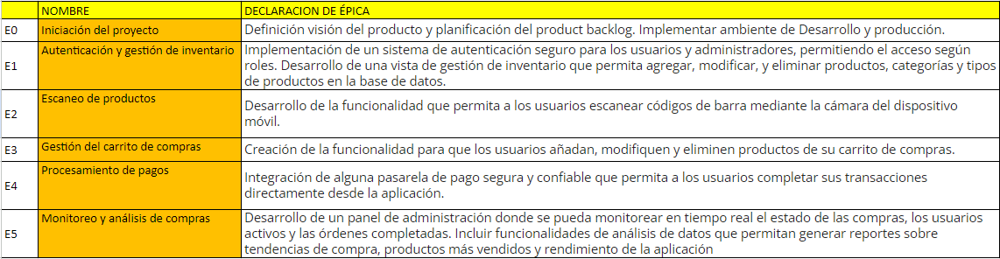 NOMBRE DECLARACION DE ÉPICA
E0 Iniciación del proyecto Definición visión del producto y planificación del product backlog. Implementar ambiente de Desarrollo y producción.
E1 Autenticación y gestión de inventario Implementación de un sistema de autenticación seguro para los usuarios y administradores, permitiendo el acceso según
roles. Desarrollo de una vista de gestión de inventario que permita agregar, modificar, y eliminar productos, categorías y tipos
de productos en la base de datos.
E2 Escaneo de productos Desarrollo de la funcionalidad que permita a los usuarios escanear códigos de barra mediante la cámara del dispositivo
móvil.
E3 Gestión del carrito de compras Creación de la funcionalidad para que los usuarios añadan, modifiquen y eliminen productos de su carrito de compras.
E4 Procesamiento de pagos Integración de alguna pasarela de pago segura y confiable que permita a los usuarios completar sus transacciones
directamente desde la aplicación.
E5 Monitoreo y análisis de compras Desarrollo de un panel de administración donde se pueda monitorear en tiempo real el estado de las compras, los usuarios
activos y las órdenes completadas. Incluir funcionalidades de análisis de datos que permitan generar reportes sobre
tendencias de compra, productos más vendidos y rendimiento de la aplicación